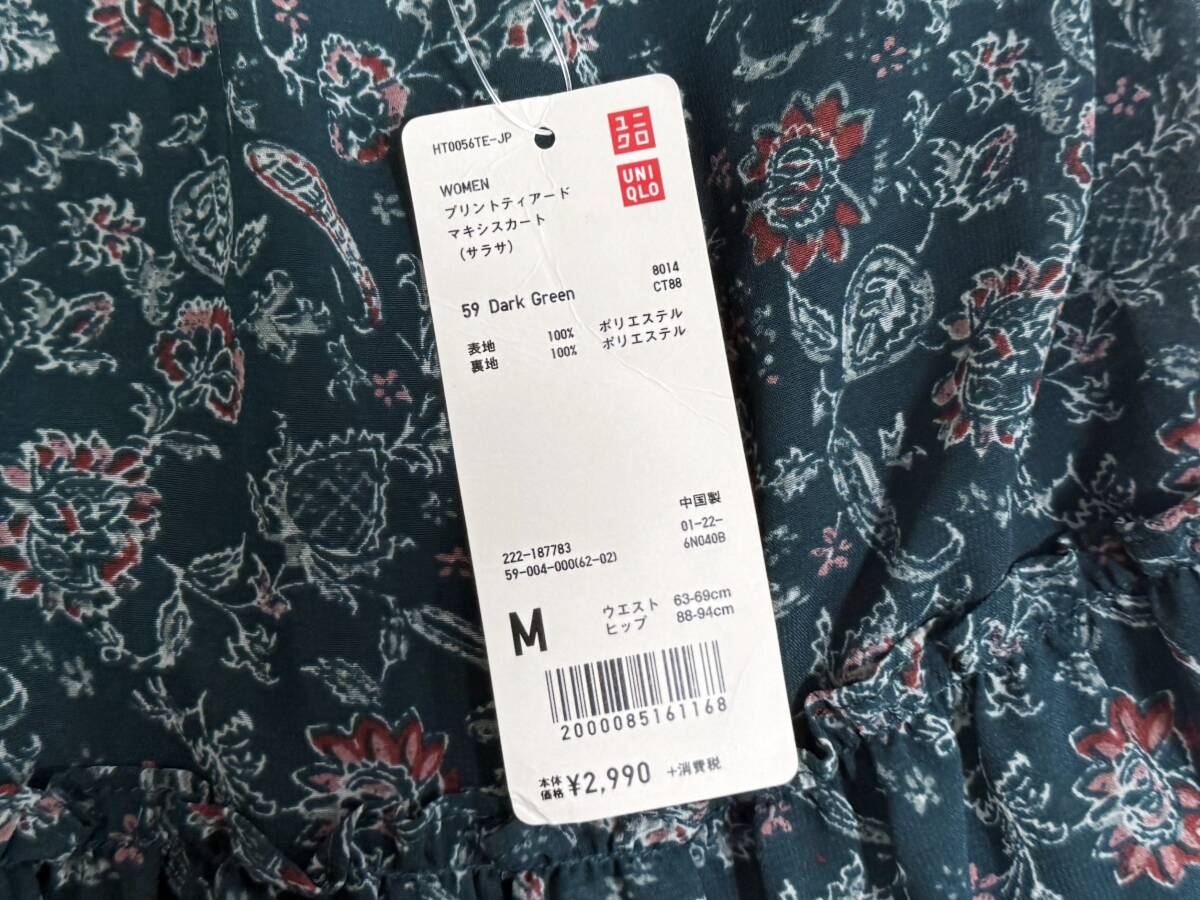 HT0056TE-JP
ユニ
クロ
UNI
QLO
WOMEN
プリントティアード
マキシスカート
(サラサ)
59 Dark Green
8014
CT88
表地 100% ポリエステル
裏地 100% ポリエステル
中国製
01-22-
6N040B
222-187783
59-004-000(62-02)
M
ウエスト 63-69cm
ヒップ 88-94cm
2000085161168
本体
価格 ¥2,990 +消費税